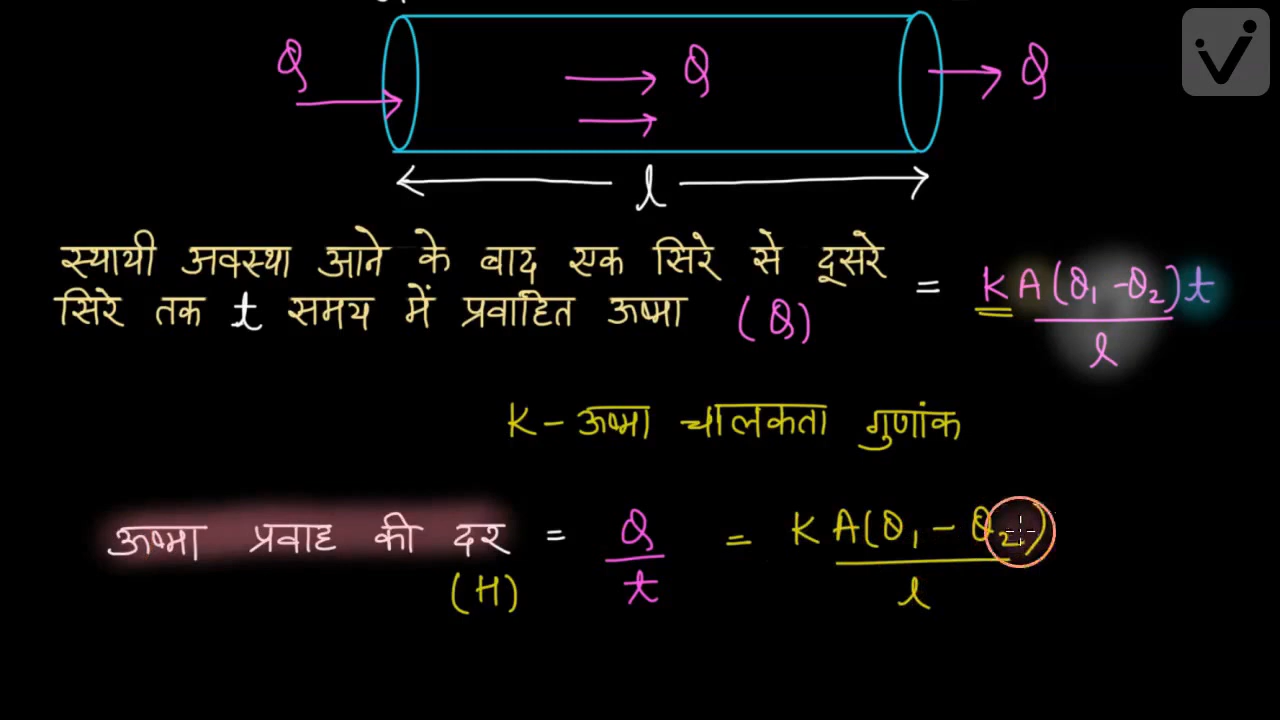 Q Q Q
l
स्थायी अवस्था आने के बाद एक सिरे से दूसरे
सिरे तक t समय में प्रवाहित ऊष्मा (Q) = KA(θ₁ - θ₂)t / l
K - ऊष्मा चालकता गुणांक
ऊष्मा प्रवाह की दर = Q / t = KA(θ₁ - θ₂) / l
(H)